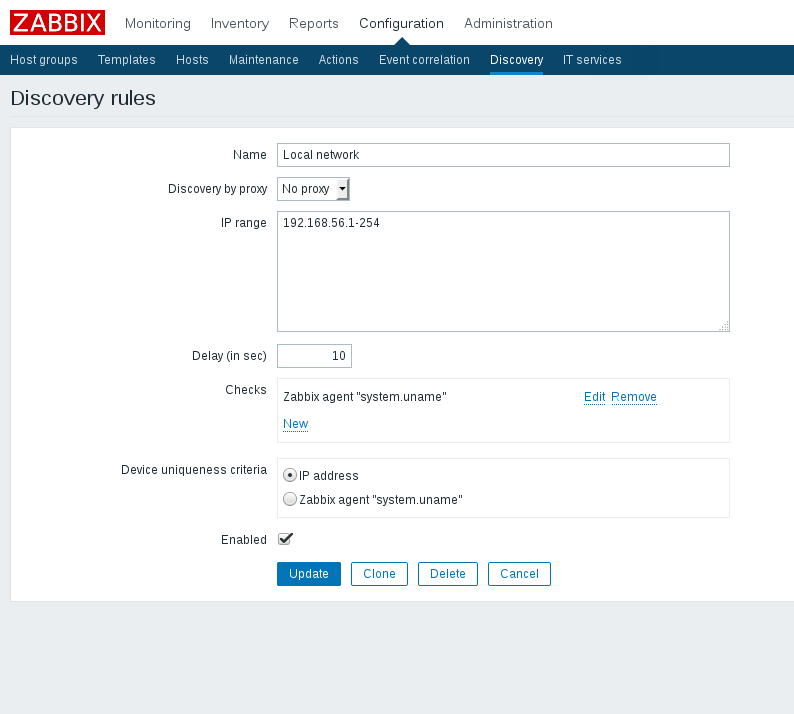 ZABBIX Monitoring Inventory Reports Configuration Administration
Host groups Templates Hosts Maintenance Actions Event correlation Discovery IT services
Discovery rules
Name Local network
Discovery by proxy No proxy
IP range 192.168.56.1-254
Delay (in sec) 10
Checks Zabbix agent "system.uname" Edit Remove
New
Device uniqueness criteria IP address
Zabbix agent "system.uname"
Enabled
Update Clone Delete Cancel